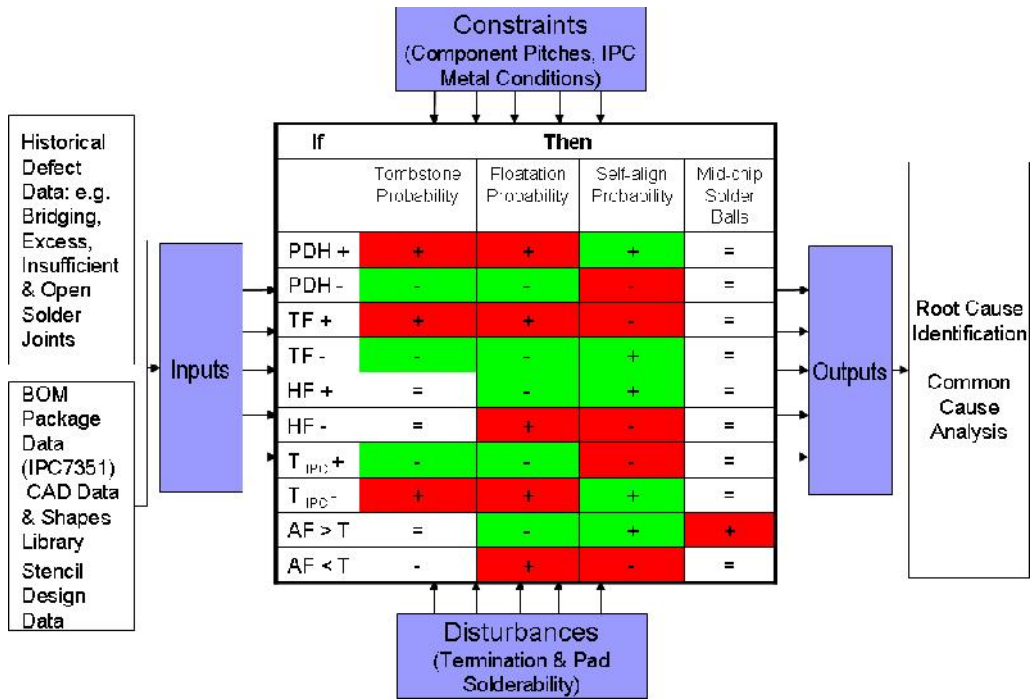 Constraints
(Component Pitches, IPC
Metal Conditions)
Historical
Defect
Data: e.g.
Bridging,
Excess,
Insufficient
& Open
Solder
Joints
BOM
Package
Data
(IPC7351)
CAD Data
& Shapes
Library
Stencil
Design
Data
Inputs
If Then
Tombstone Probability Floatation Probability Self-align Probability Mid-chip Solder Balls
PDH + + + + =
PDH - - - - =
TF + + + - =
TF - - - + =
HF + = - + =
HF - = + - =
T IPC + - - - =
T IPC - + + + =
AF > T = - + +
AF < T - + - =
Outputs
Root Cause
Identification
Common
Cause
Analysis
Disturbances
(Termination & Pad
Solderability)